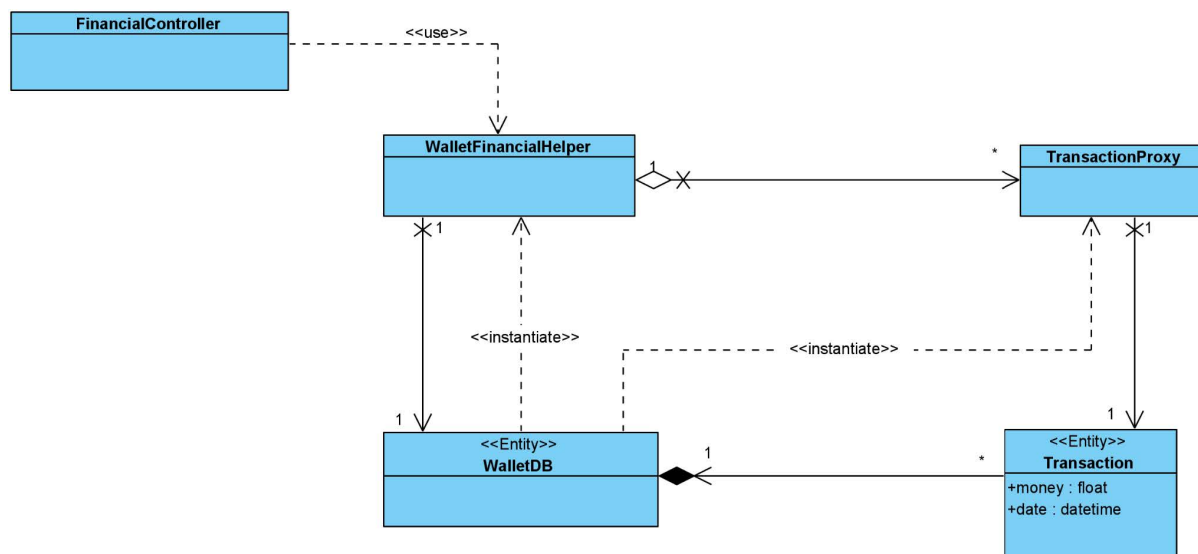 FinancialController
<<use>>
WalletFinancialHelper
1
*
TransactionProxy
1
1
<<instantiate>>
<<instantiate>>
1
1
<<Entity>>
WalletDB
1
*
<<Entity>>
Transaction
+money : float
+date : datetime